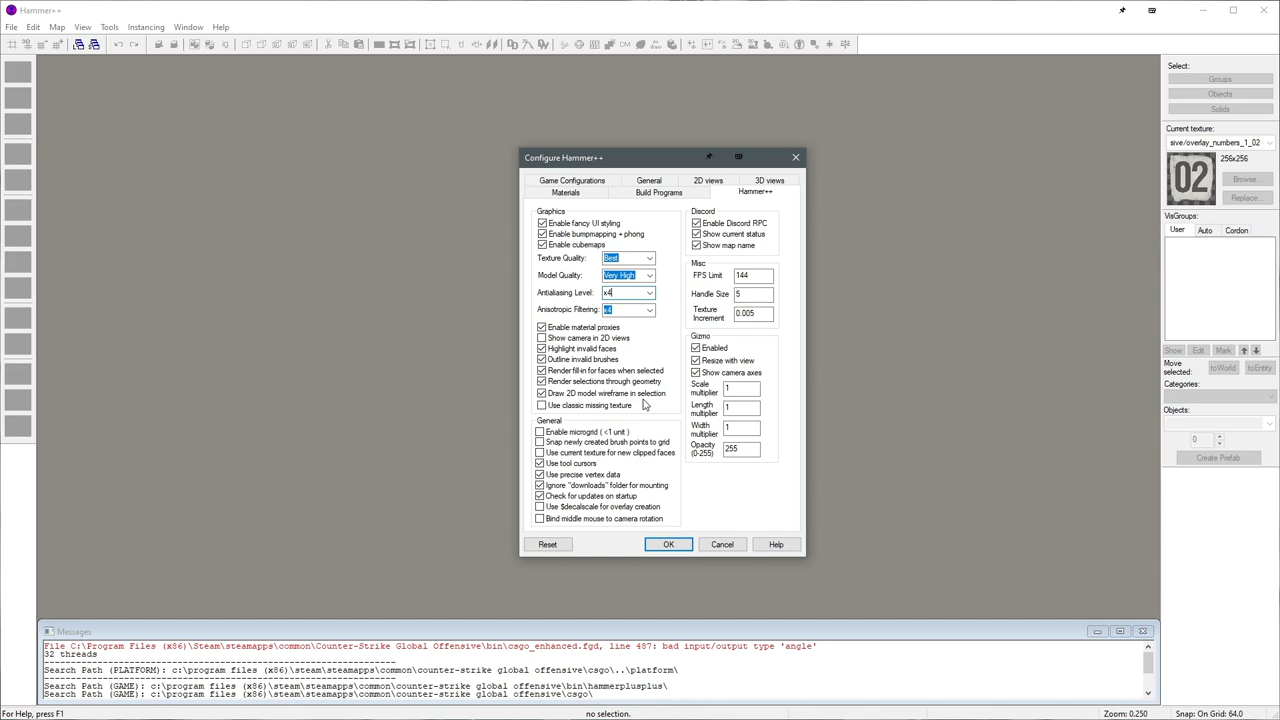 Hammer++
File Edit Map View Tools Instancing Window Help
Select:
Groups
Objects
Solids
Current texture:
sive/overlay_numbers_1_02
256x256
02
Browse...
Replace...
VisGroups:
User Auto Cordon
Show Edit Mark
Move selected:
toWorld toEntity
Categories:
Objects:
0
Create Prefab
Configure Hammer++
Game Configurations General 2D views 3D views
Materials Build Programs Hammer++
Graphics
Enable fancy UI styling
Enable bumpmapping + phong
Enable cubemaps
Texture Quality: Best
Model Quality: Very High
Antialiasing Level: x4
Anisotropic Filtering: x4
Enable material proxies
Show camera in 2D views
Highlight invalid faces
Outline invalid brushes
Render fill-in for faces when selected
Render selections through geometry
Draw 2D model wireframe in selection
Use classic missing texture
General
Enable microgrid ( <1 unit )
Snap newly created brush points to grid
Use current texture for new clipped faces
Use tool cursors
Use precise vertex data
Ignore "downloads" folder for mounting
Check for updates on startup
Use $decalscale for overlay creation
Bind middle mouse to camera rotation
Discord
Enable Discord RPC
Show current status
Show map name
Misc
FPS Limit 144
Handle Size 5
Texture Increment 0.005
Gizmo
Enabled
Resize with view
Show camera axes
Scale multiplier 1
Length multiplier 1
Width multiplier 1
Opacity (0-255) 255
Reset OK Cancel Help
Messages
File C:\Program Files (x86)\Steam\steamapps\common\Counter-Strike Global Offensive\bin\csgo_enhanced.fgd, line 487: bad input/output type 'angle'
32 threads
Search Path (PLATFORM): c:\program files (x86)\steam\steamapps\common\counter-strike global offensive\csgo\..\platform\
Search Path (GAME): c:\program files (x86)\steam\steamapps\common\counter-strike global offensive\bin\hammerplusplus\
Search Path (GAME): c:\program files (x86)\steam\steamapps\common\counter-strike global offensive\csgo\
For Help, press F1 no selection. Zoom: 0.250 Snap: On Grid: 64.0